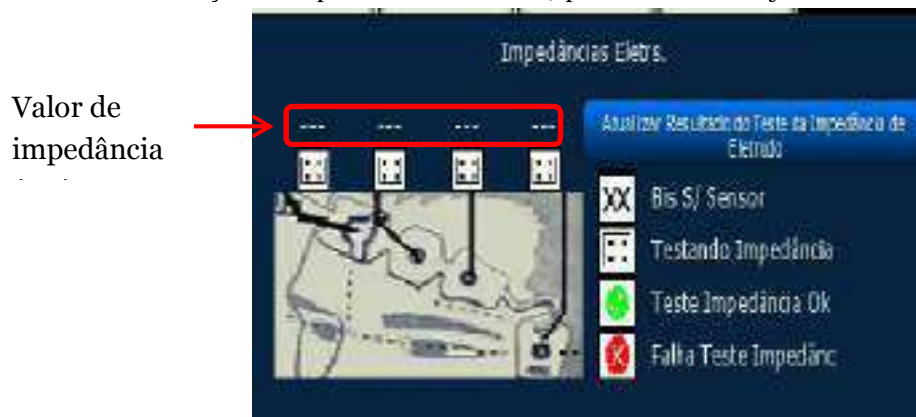 Impedâncias Eletrs.
Valor de
impedância
--- --- --- ---
Atualizar Resultado do Teste da Impedância de
Eletrodo
XX Bis S/ Sensor
Testando Impedância
Teste Impedância Ok
X Falha Teste Impedânc